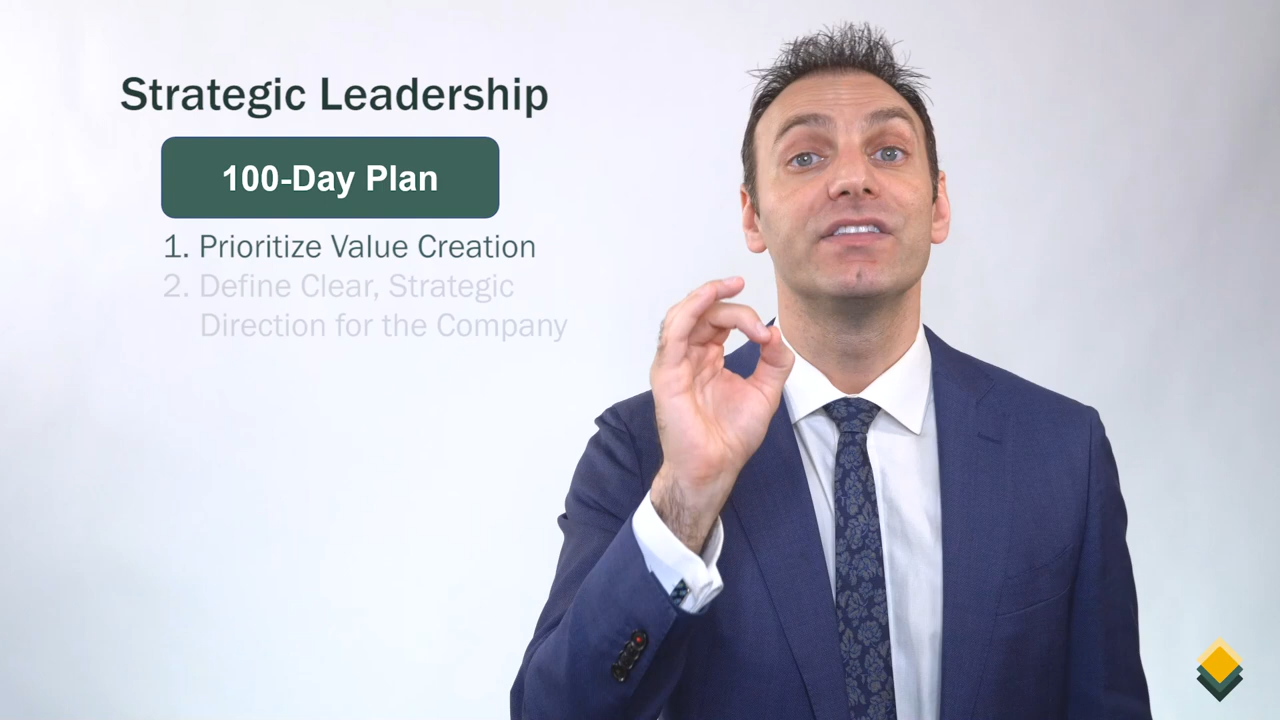 Strategic Leadership
100-Day Plan
1. Prioritize Value Creation
2. Define Clear, Strategic
Direction for the Company